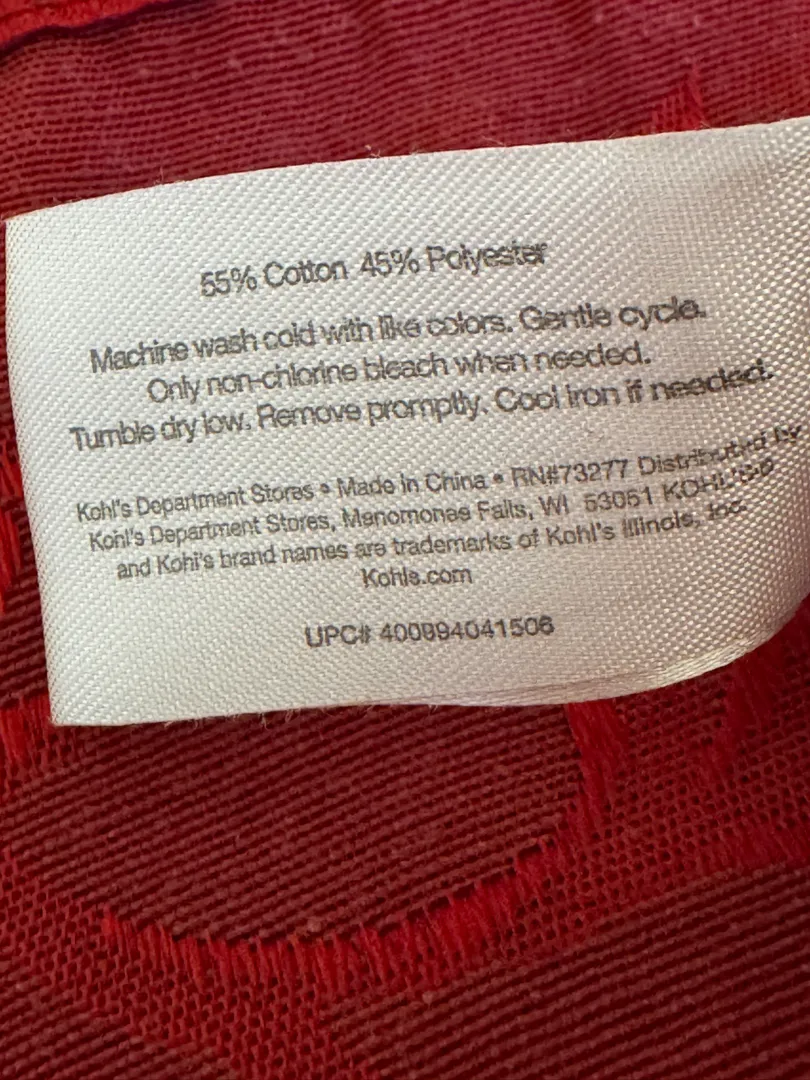 55% Cotton 45% Polyester
Machine wash cold with like colors. Gentle cycle.
Only non-chlorine bleach when needed.
Tumble dry low. Remove promptly. Cool iron if needed.
Kohl's Department Stores • Made in China • RN#73277 Distributed by
Kohl's Department Stores, Menomonee Falls, WI 53051 KOHL'S®
and Kohl's brand names are trademarks of Kohl's Illinois, Inc.
Kohls.com
UPC# 400894041506